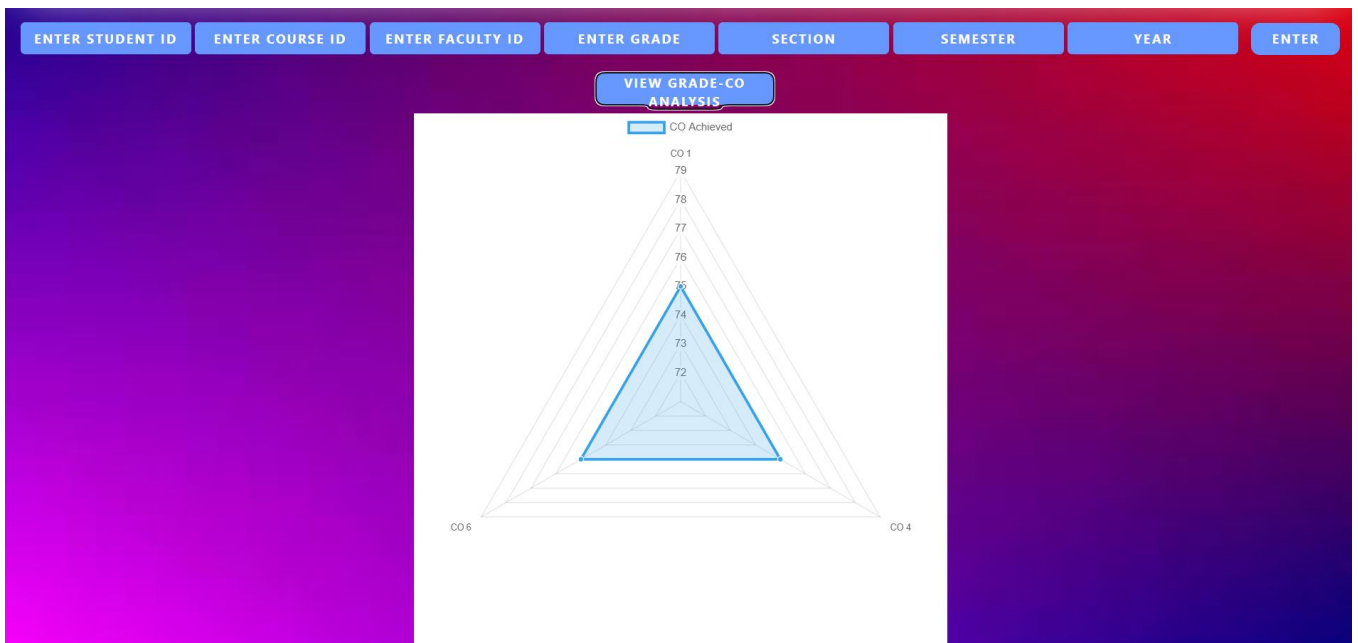 ENTER STUDENT ID ENTER COURSE ID ENTER FACULTY ID ENTER GRADE SECTION SEMESTER YEAR ENTER
VIEW GRADE-CO
ANALYSIS
CO Achieved
CO 1
79
78
77
76
75
74
73
72
CO 6 CO 4